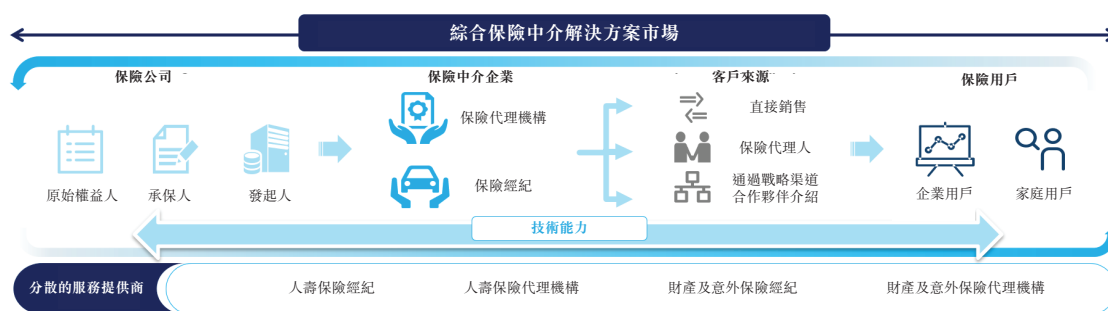 綜合保險中介解決方案市場
保險公司
保險中介企業
客戶來源
保險用戶
保險代理機構
直接銷售
保險代理人
保險經紀
通過戰略渠道
合作夥伴介紹
原始權益人
承保人
發起人
企業用戶
家庭用戶
技術能力
分散的服務提供商
人壽保險經紀
人壽保險代理機構
財產及意外保險經紀
財產及意外保險代理機構